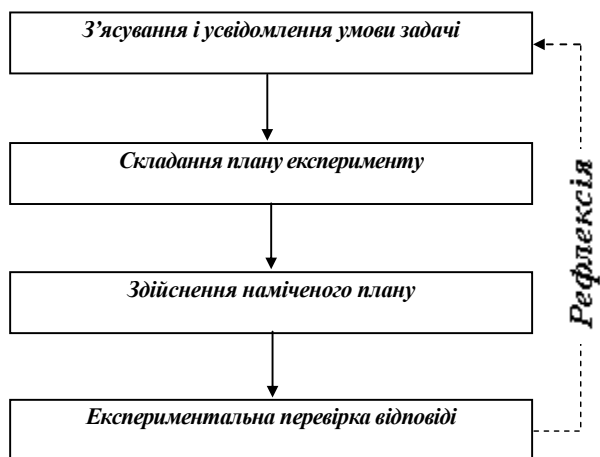 З’ясування і усвідомлення умови задачі
Складання плану експерименту
Здійснення наміченого плану
Експериментальна перевірка відповіді
Рефлексія